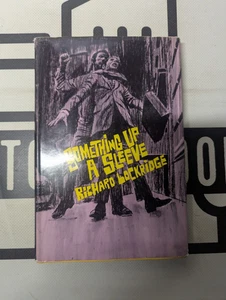 SOMETHING UP
A SLEEVE
RICHARD LOCKRIDGE